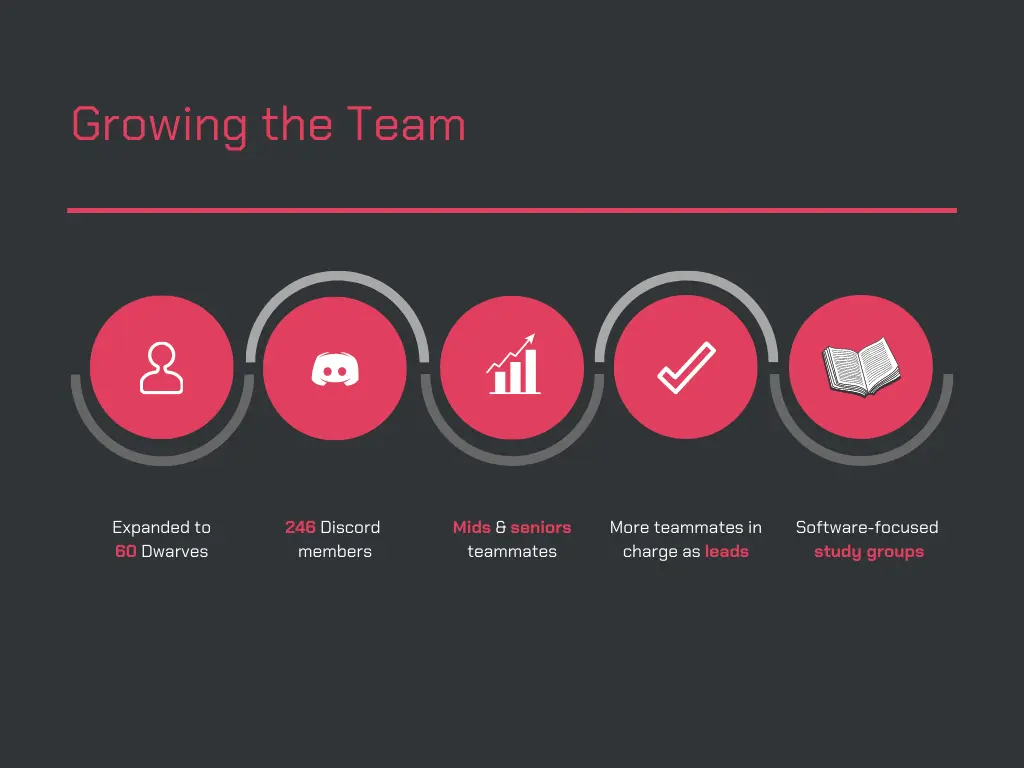 Growing the Team
Expanded to
60 Dwarves
246 Discord
members
Mids & seniors
teammates
More teammates in
charge as leads
Software-focused
study groups